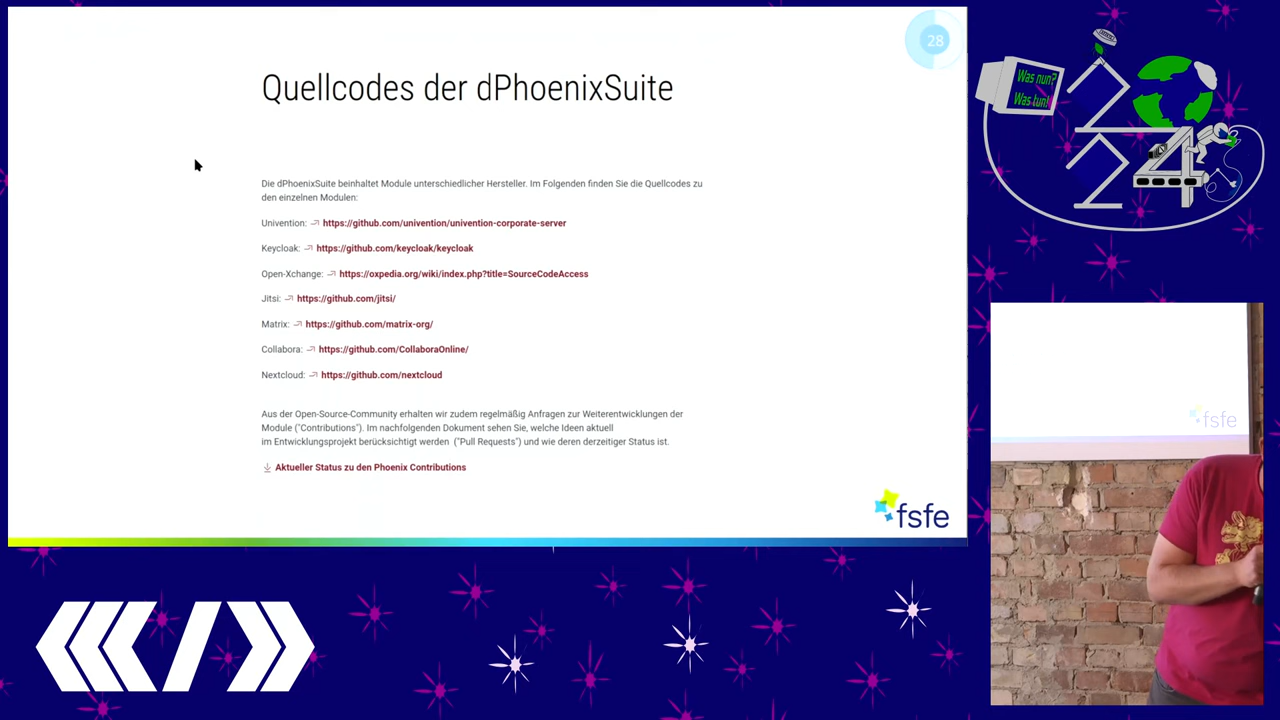 28
Quellcodes der dPhoenixSuite
Die dPhoenixSuite beinhaltet Module unterschiedlicher Hersteller. Im Folgenden finden Sie die Quellcodes zu
den einzelnen Modulen:
Univention: https://github.com/univention/univention-corporate-server
Keycloak: https://github.com/keycloak/keycloak
Open-Xchange: https://oxpedia.org/wiki/index.php?title=SourceCodeAccess
Jitsi: https://github.com/jitsi/
Matrix: https://github.com/matrix-org/
Collabora: https://github.com/CollaboraOnline/
Nextcloud: https://github.com/nextcloud
Aus der Open-Source-Community erhalten wir zudem regelmäßig Anfragen zur Weiterentwicklungen der
Module ("Contributions"). Im nachfolgenden Dokument sehen Sie, welche Ideen aktuell
im Entwicklungsprojekt berücksichtigt werden ("Pull Requests") und wie deren derzeitiger Status ist.
Aktueller Status zu den Phoenix Contributions
fsfe
Was nun?
Was tun!
2024
fsfe